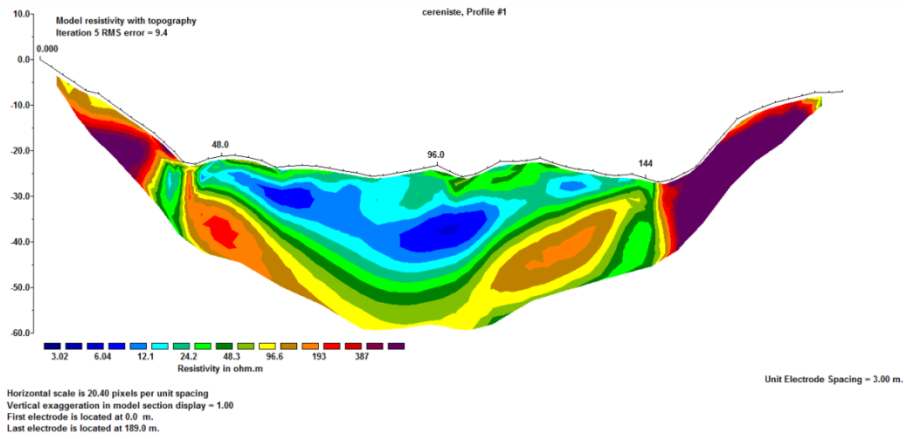 cereniste, Profile #1
Model resistivity with topography
Iteration 5 RMS error = 9.4
10.0
0.0
-10.0
-20.0
-30.0
-40.0
-50.0
-60.0
0.000
48.0
96.0
144
3.02 6.04 12.1 24.2 48.3 96.6 193 387
Resistivity in ohm.m
Unit Electrode Spacing = 3.00 m.
Horizontal scale is 20.40 pixels per unit spacing
Vertical exaggeration in model section display = 1.00
First electrode is located at 0.0 m.
Last electrode is located at 189.0 m.